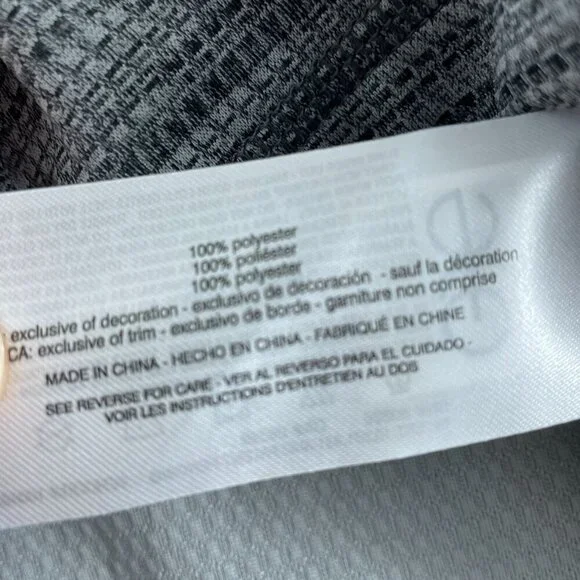 100% polyester
100% poliéster
100% polyester
exclusive of decoration - exclusivo de decoración - sauf la décoration
CA: exclusive of trim - exclusivo de borde - garniture non comprise
MADE IN CHINA - HECHO EN CHINA - FABRIQUÉ EN CHINE
SEE REVERSE FOR CARE - VER AL REVERSO PARA EL CUIDADO -
VOIR LES INSTRUCTIONS D'ENTRETIEN AU DOS